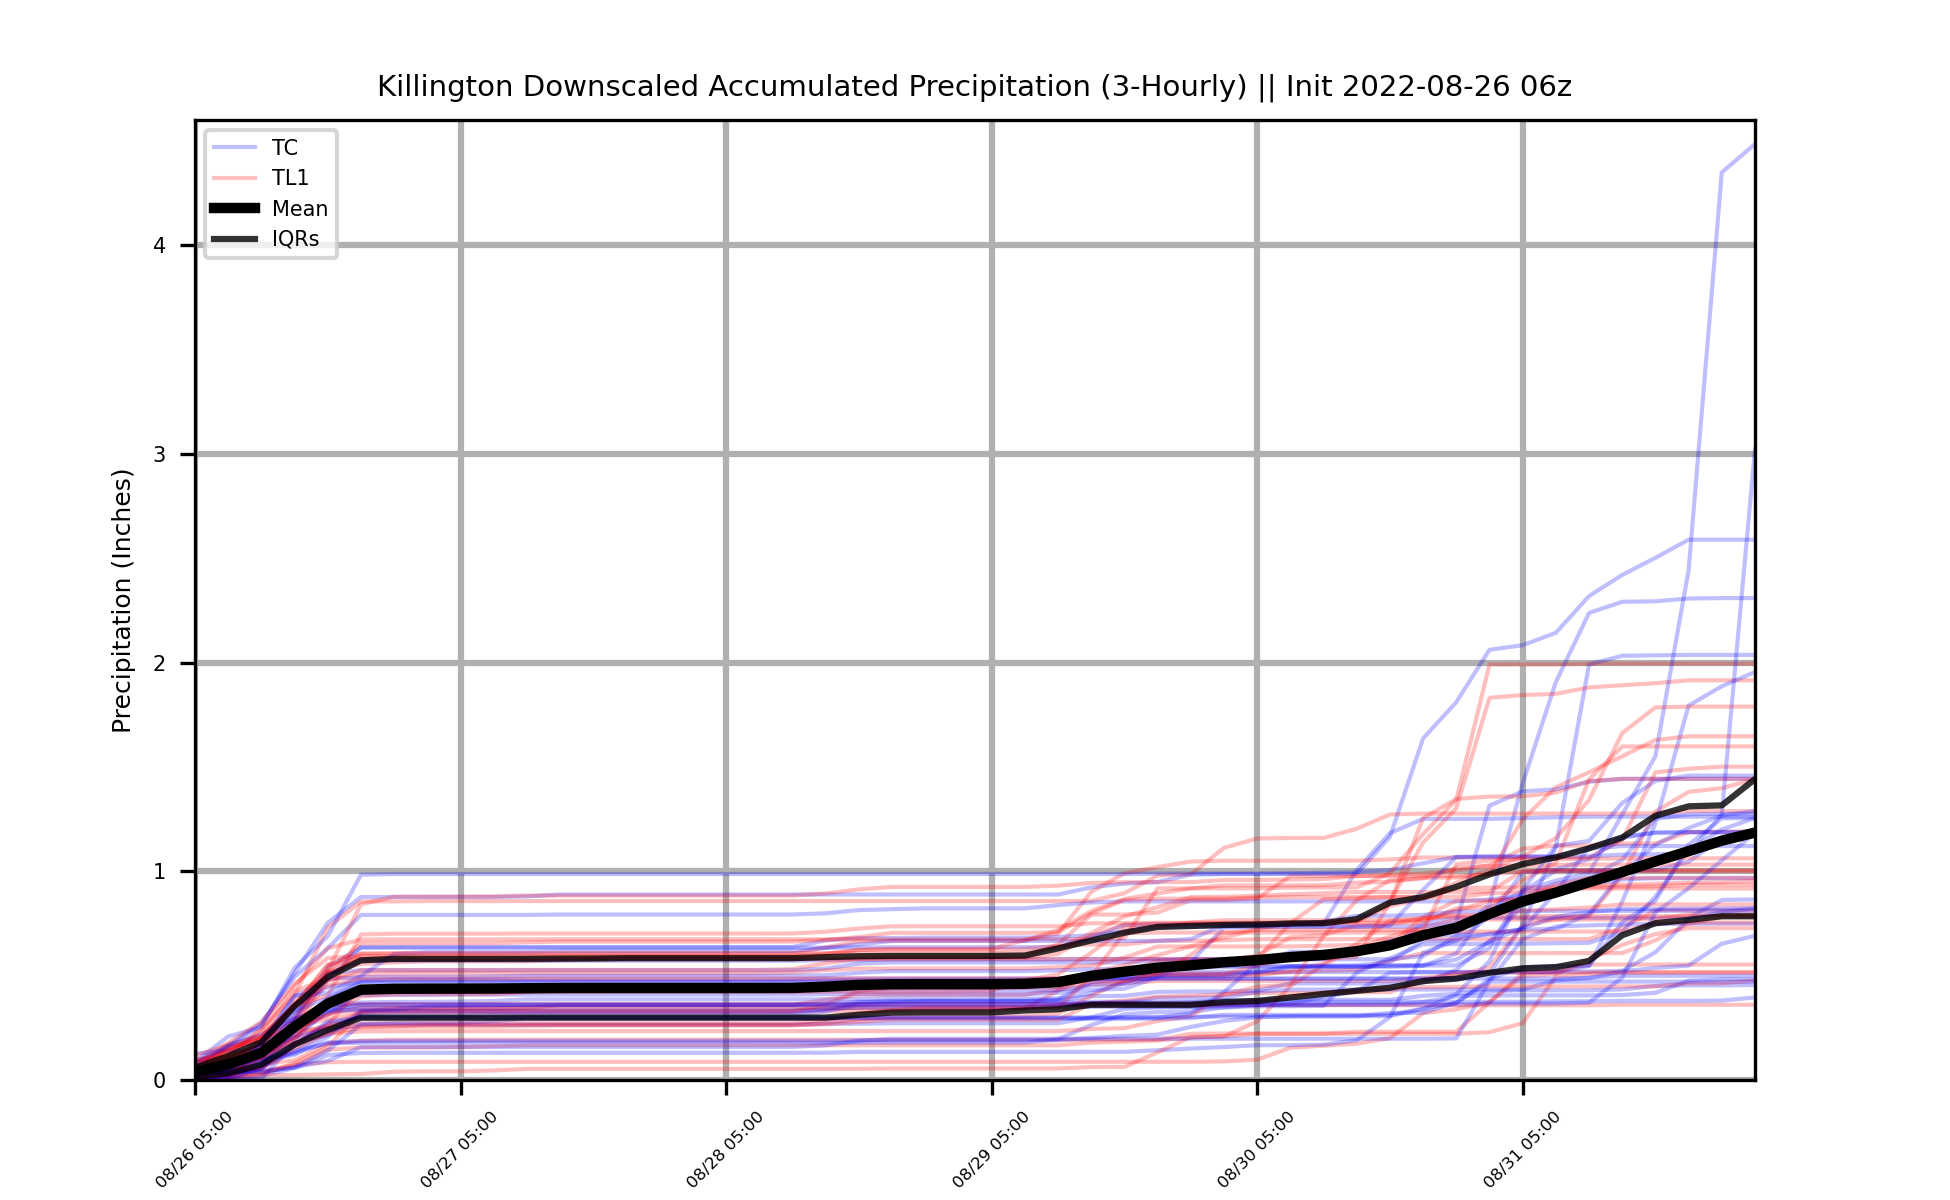 Killington Downscaled Accumulated Precipitation (3-Hourly) || Init 2022-08-26 06z
TC
TL1
Mean
IQRs
Precipitation (Inches)
4
3
2
1
0
08/26 05:00
08/27 05:00
08/28 05:00
08/29 05:00
08/30 05:00
08/31 05:00